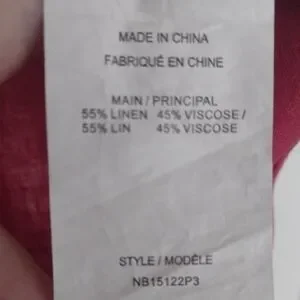 MADE IN CHINA
FABRIQUÉ EN CHINE
MAIN / PRINCIPAL
55% LINEN 45% VISCOSE /
55% LIN 45% VISCOSE
STYLE / MODÈLE
NB15122P3